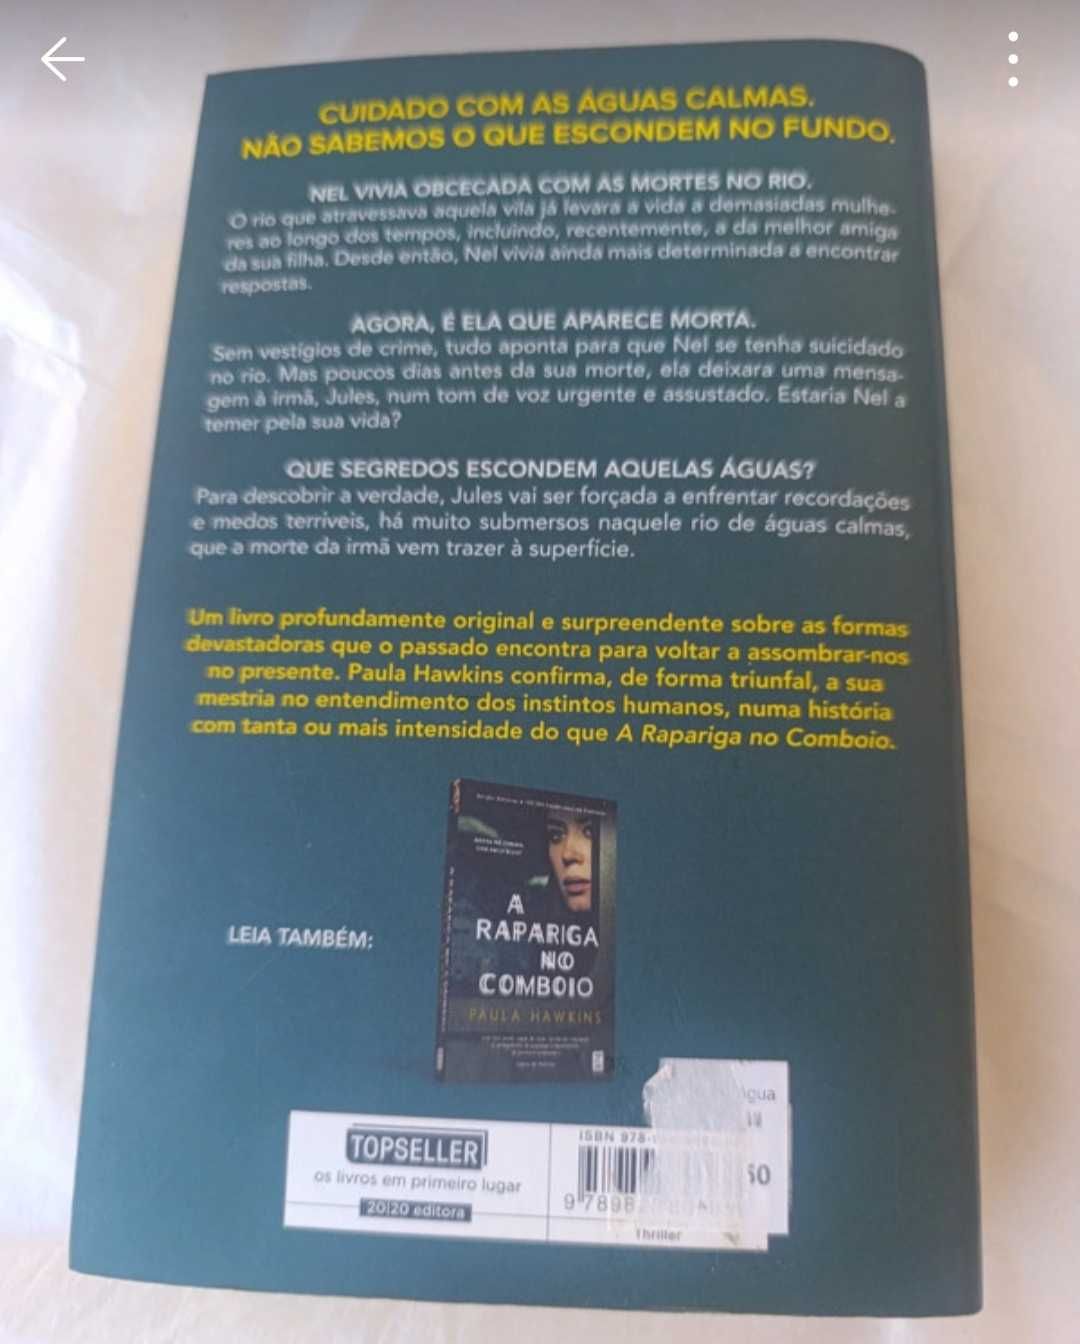 CUIDADO COM AS ÁGUAS CALMAS.
NÃO SABEMOS O QUE ESCONDEM NO FUNDO.
NEL VIVIA OBCECADA COM AS MORTES NO RIO.
O rio que atravessava aquela vila já levara a vida a demasiadas mulhe-
res ao longo dos tempos, incluindo, recentemente, a da melhor amiga
da sua filha. Desde então, Nel vivia ainda mais determinada a encontrar
respostas.
AGORA, É ELA QUE APARECE MORTA.
Sem vestígios de crime, tudo aponta para que Nel se tenha suicidado
no rio. Mas poucos dias antes da sua morte, ela deixara uma mensa-
gem à irmã, Jules, num tom de voz urgente e assustado. Estaria Nel a
temer pela sua vida?
QUE SEGREDOS ESCONDEM AQUELAS ÁGUAS?
Para descobrir a verdade, Jules vai ser forçada a enfrentar recordações
e medos terríveis, há muito submersos naquele rio de águas calmas,
que a morte da irmã vem trazer à superfície.
Um livro profundamente original e surpreendente sobre as formas
devastadoras que o passado encontra para voltar a assombrar-nos
no presente. Paula Hawkins confirma, de forma triunfal, a sua
mestria no entendimento dos instintos humanos, numa história
com tanta ou mais intensidade do que A Rapariga no Comboio.
LEIA TAMBÉM:
A
RAPARIGA
NO
COMBOIO
PAULA HAWKINS
TOPSELLER
os livros em primeiro lugar
20|20 editora
ISBN 978-
Thriller